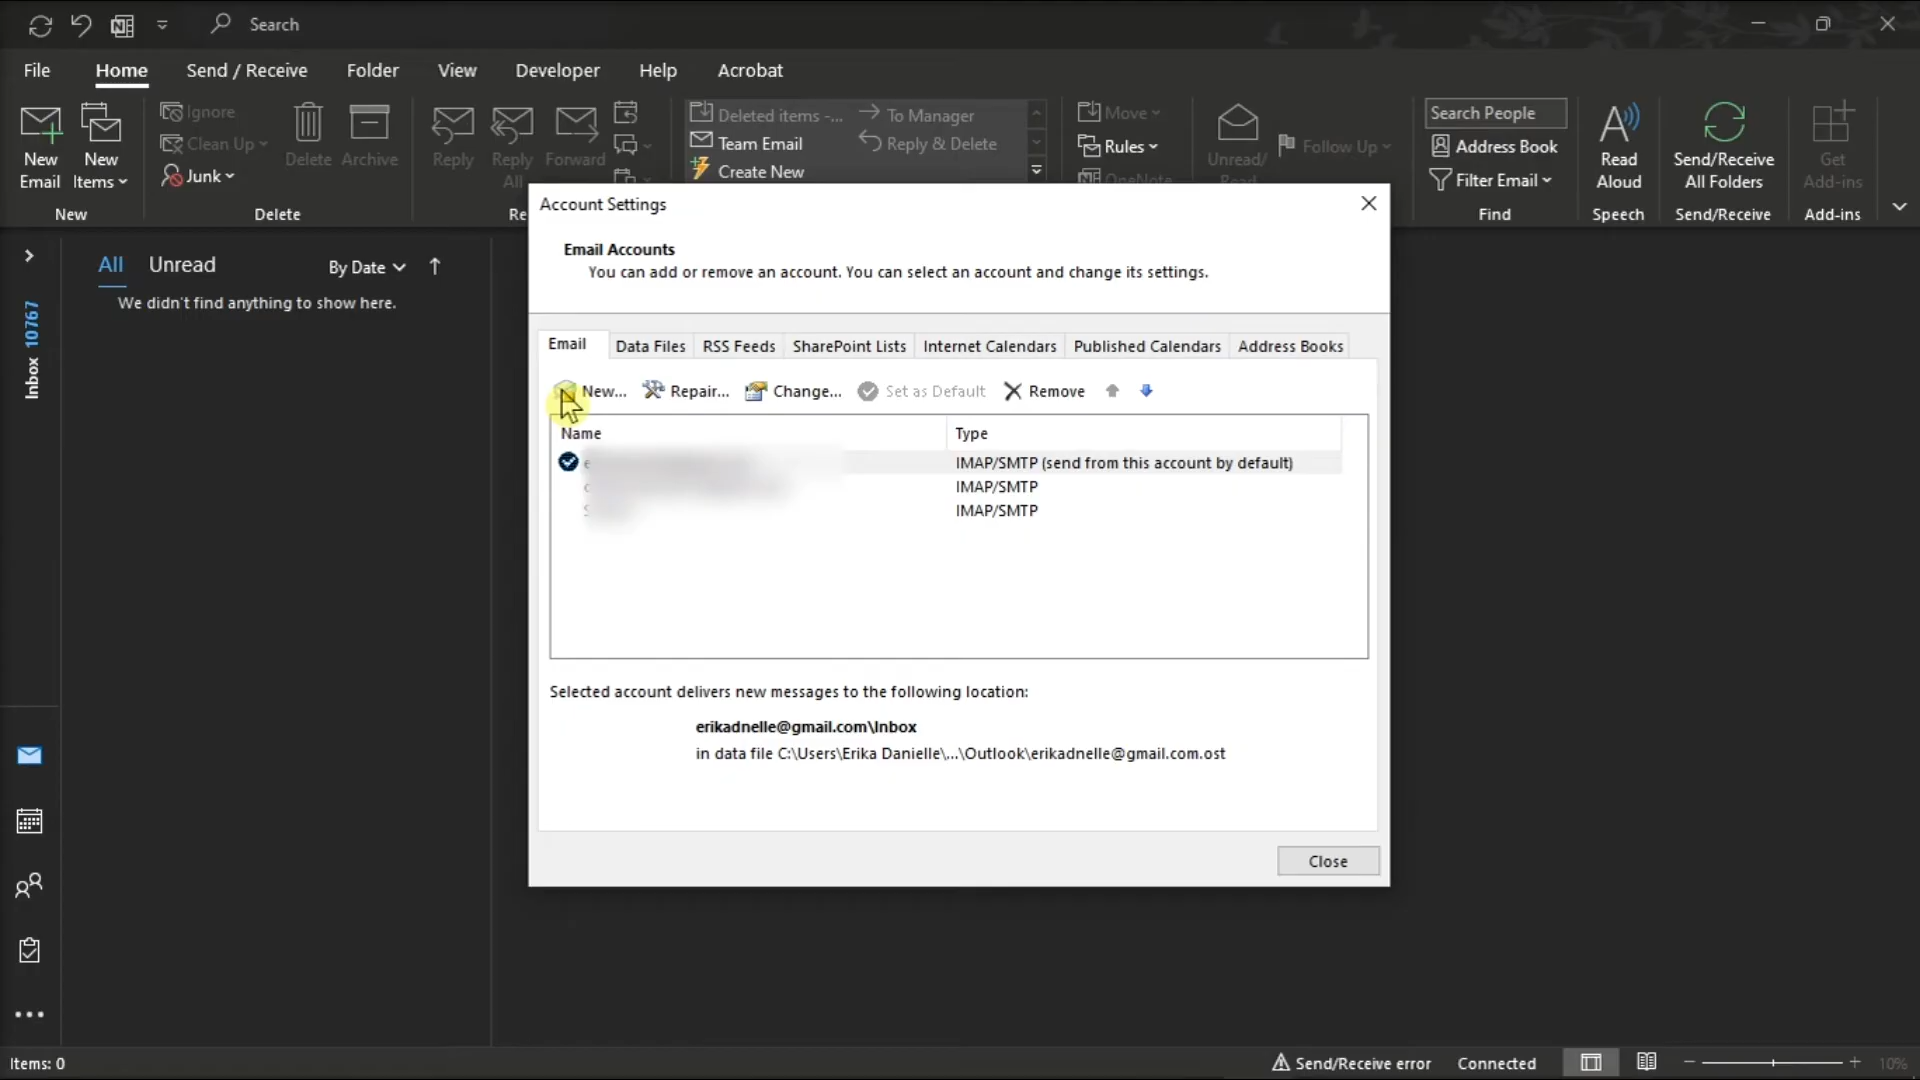 Search
File
Home
Send / Receive
Folder
View
Developer
Help
Acrobat
New Email
New Items
New
Ignore
Clean Up
Junk
Delete
Archive
Delete
Reply
Reply All
Forward
Re
Deleted items -...
Team Email
Create New
To Manager
Reply & Delete
Move
Rules
OneNote
Unread/
Read
Follow Up
Search People
Address Book
Filter Email
Find
Read Aloud
Speech
Send/Receive All Folders
Send/Receive
Get Add-ins
Add-ins
All
Unread
By Date
We didn't find anything to show here.
Inbox 10767
Account Settings
Email Accounts
You can add or remove an account. You can select an account and change its settings.
Email
Data Files
RSS Feeds
SharePoint Lists
Internet Calendars
Published Calendars
Address Books
New...
Repair...
Change...
Set as Default
Remove
Name
Type
IMAP/SMTP (send from this account by default)
IMAP/SMTP
IMAP/SMTP
Selected account delivers new messages to the following location:
erikadnelle@gmail.com\Inbox
in data file C:\Users\Erika Danielle\...\Outlook\erikadnelle@gmail.com.ost
Close
Items: 0
Send/Receive error
Connected
10%